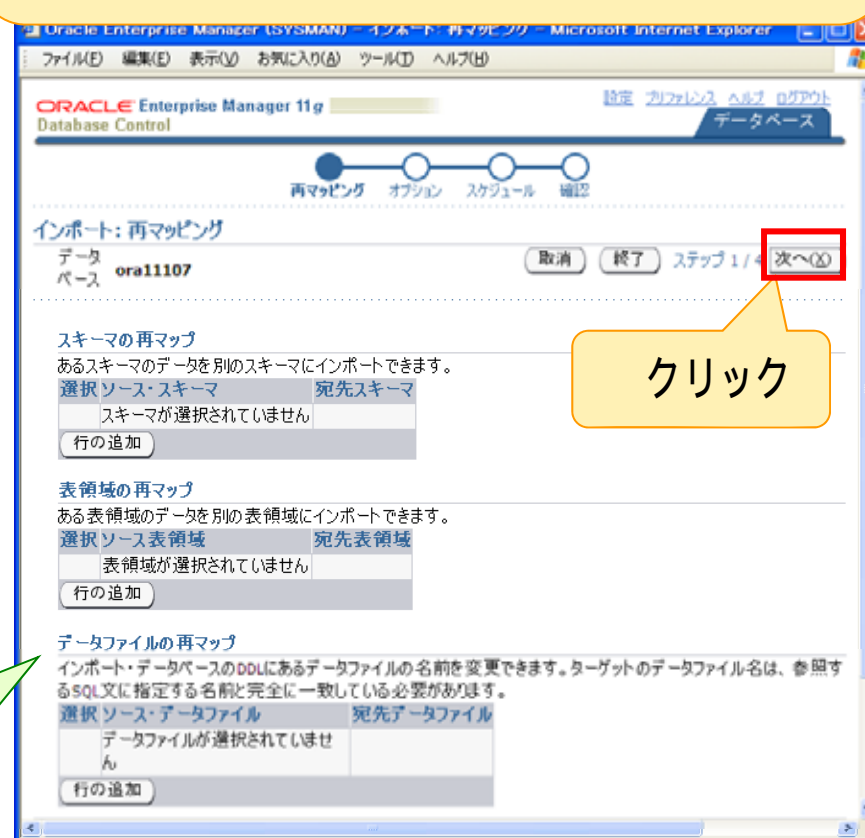 Oracle Enterprise Manager (SYSMAN) - インポート: 再マッピング - Microsoft Internet Explorer
ファイル(F) 編集(E) 表示(V) お気に入り(A) ツール(T) ヘルプ(H)
ORACLE Enterprise Manager 11g
Database Control
設定 プリファレンス ヘルプ ログアウト
データベース
再マッピング オプション スケジュール 確認
インポート: 再マッピング
データベース ora11107
取消 終了 ステップ 1 / 4 次へ(X)
クリック
スキーマの再マップ
あるスキーマのデータを別のスキーマにインポートできます。
選択 ソース・スキーマ 宛先スキーマ
スキーマが選択されていません
行の追加
表領域の再マップ
ある表領域のデータを別の表領域にインポートできます。
選択 ソース表領域 宛先表領域
表領域が選択されていません
行の追加
データファイルの再マップ
インポート・データベースのDDLにあるデータファイルの名前を変更できます。ターゲットのデータファイル名は、参照す
るSQL文に指定する名前と完全に一致している必要があります。
選択 ソース・データファイル 宛先データファイル
データファイルが選択されていませ
ん
行の追加